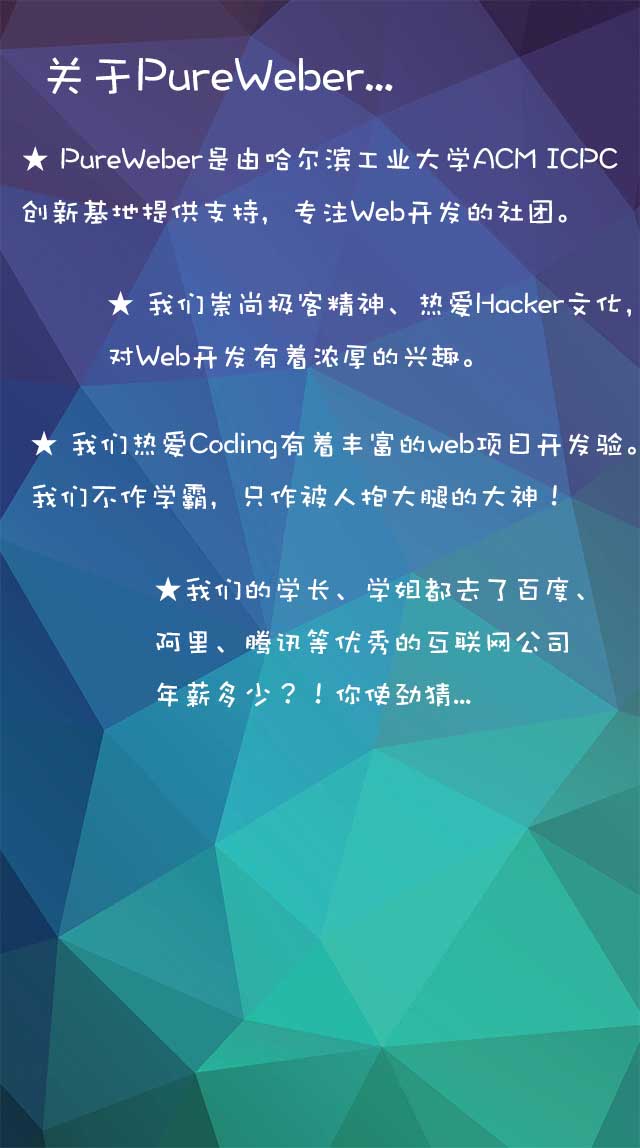 关于PureWeber...
★ PureWeber是由哈尔滨工业大学ACM ICPC
创新基地提供支持，专注Web开发的社团。
★ 我们崇尚极客精神、热爱Hacker文化，
对Web开发有着浓厚的兴趣。
★ 我们热爱Coding有着丰富的web项目开发验。
我们不作学霸，只作被人抱大腿的大神！
★我们的学长、学姐都去了百度、
阿里、腾讯等优秀的互联网公司
年薪多少？！你使劲猜...